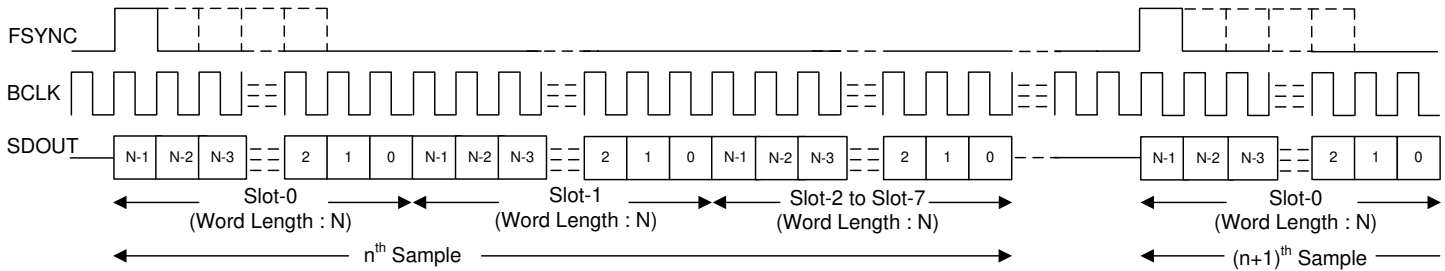 FSYNC
BCLK
SDOUT N-1 N-2 N-3 2 1 0 N-1 N-2 N-3 2 1 0 N-1 N-2 N-3 2 1 0 N-1 N-2 N-3 2 1 0
Slot-0 Slot-1 Slot-2 to Slot-7 Slot-0
(Word Length : N) (Word Length : N) (Word Length : N) (Word Length : N)
nth Sample (n+1)th Sample